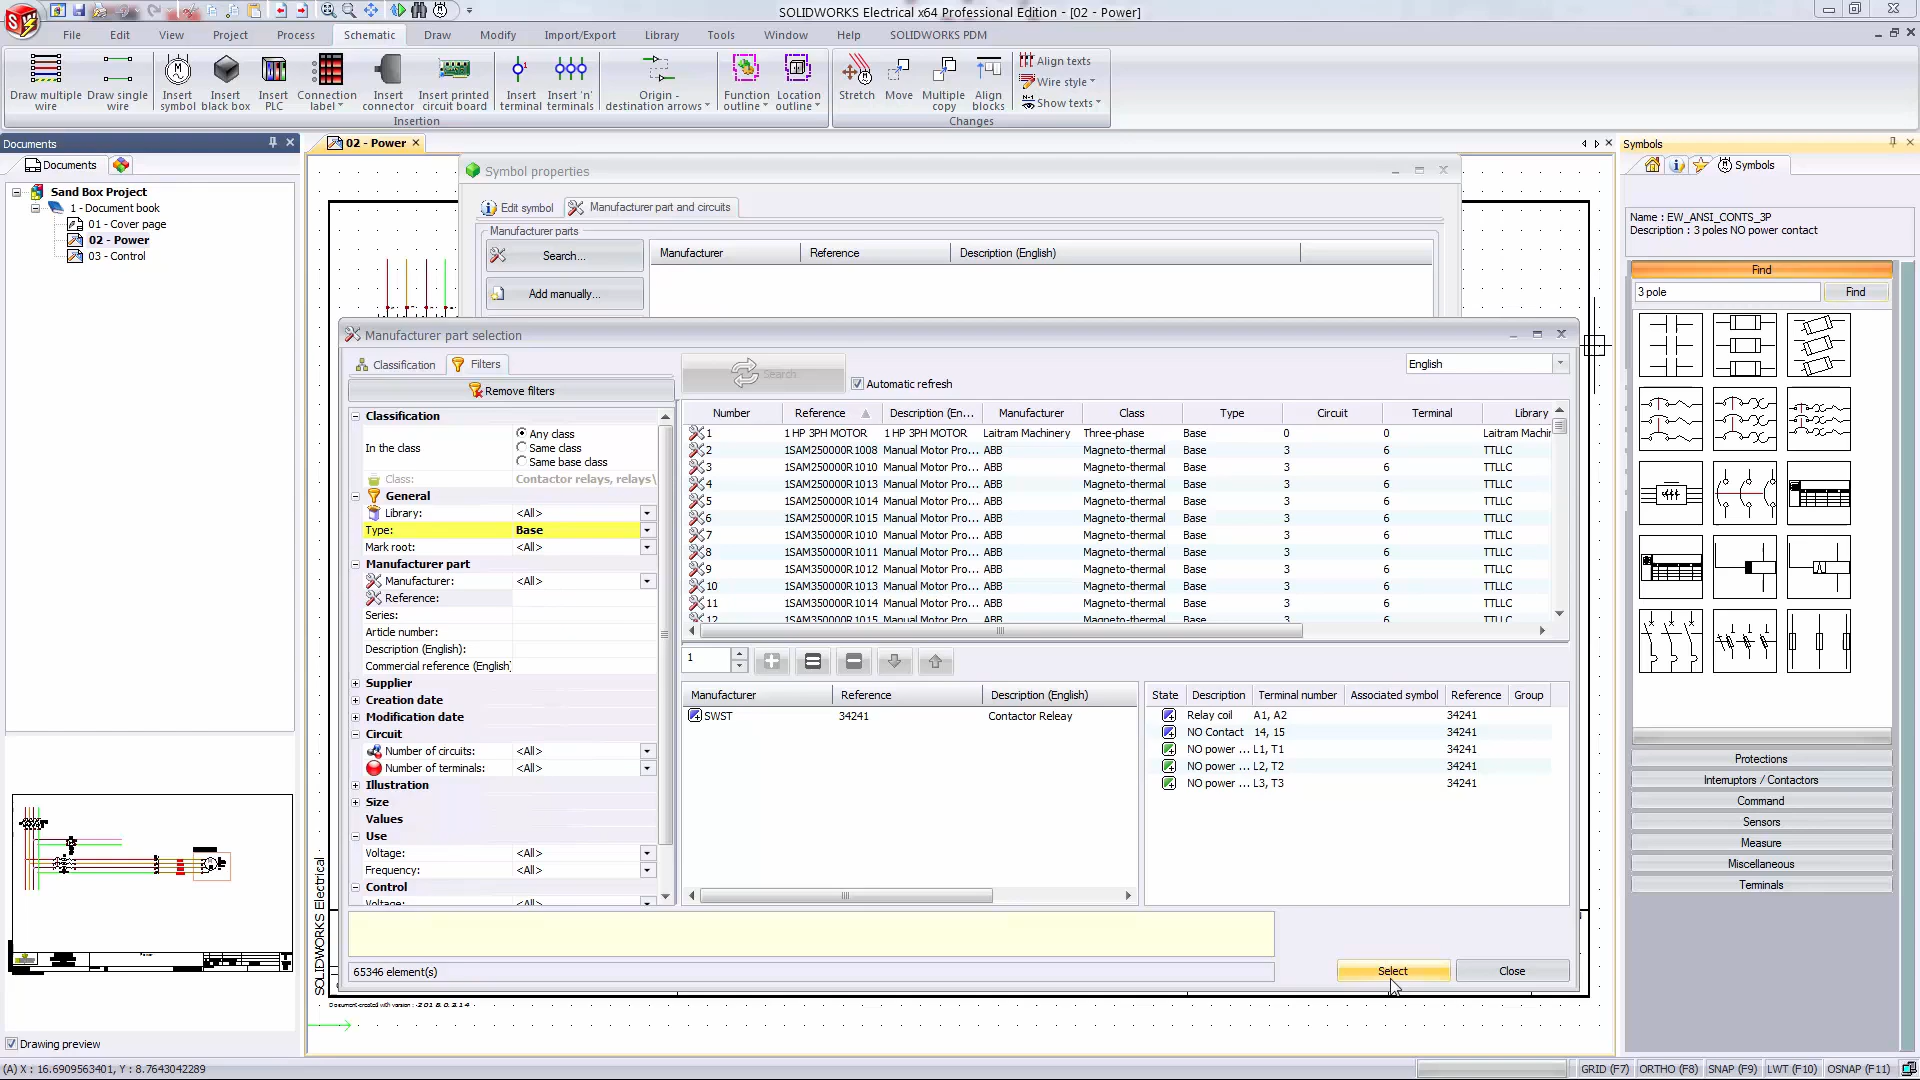 SOLIDWORKS Electrical x64 Professional Edition - [02 - Power]
File Edit View Project Process Schematic Draw Modify Import/Export Library Tools Window Help SOLIDWORKS PDM
Draw multiple wire
Draw single wire
Insert symbol
Insert black box
Insert PLC
Connection label
Insert connector
Insert printed circuit board
Insert terminal
Insert 'n' terminals
Origin - destination arrows
Function outline
Location outline
Stretch
Move
Multiple copy
Align blocks
Align texts
Wire style
Show texts
Insertion
Changes
Documents
Documents
Sand Box Project
1 - Document book
01 - Cover page
02 - Power
03 - Control
Drawing preview
02 - Power
Symbol properties
Edit symbol
Manufacturer part and circuits
Manufacturer parts
Search...
Add manually...
Manufacturer Reference Description (English)
Manufacturer part selection
Classification
Filters
Remove filters
Classification
In the class
Any class
Same class
Same base class
Class: Contactor relays, relays\
General
Library: <All>
Type: Base
Mark root: <All>
Manufacturer part
Manufacturer: <All>
Reference:
Series:
Article number:
Description (English):
Commercial reference (English)
Supplier
Creation date
Modification date
Circuit
Number of circuits: <All>
Number of terminals: <All>
Illustration
Size
Values
Use
Voltage: <All>
Frequency: <All>
Control
Voltage: <All>
Search
Automatic refresh
English
Number Reference Description (En... Manufacturer Class Type Circuit Terminal Library
1 1 HP 3PH MOTOR 1 HP 3PH MOTOR Laitram Machinery Three-phase Base 0 0 Laitram Machin
2 1SAM250000R1008 Manual Motor Pro... ABB Magneto-thermal Base 3 6 TTLLC
3 1SAM250000R1010 Manual Motor Pro... ABB Magneto-thermal Base 3 6 TTLLC
4 1SAM250000R1013 Manual Motor Pro... ABB Magneto-thermal Base 3 6 TTLLC
5 1SAM250000R1014 Manual Motor Pro... ABB Magneto-thermal Base 3 6 TTLLC
6 1SAM250000R1015 Manual Motor Pro... ABB Magneto-thermal Base 3 6 TTLLC
7 1SAM350000R1010 Manual Motor Pro... ABB Magneto-thermal Base 3 6 TTLLC
8 1SAM350000R1011 Manual Motor Pro... ABB Magneto-thermal Base 3 6 TTLLC
9 1SAM350000R1012 Manual Motor Pro... ABB Magneto-thermal Base 3 6 TTLLC
10 1SAM350000R1013 Manual Motor Pro... ABB Magneto-thermal Base 3 6 TTLLC
11 1SAM350000R1014 Manual Motor Pro... ABB Magneto-thermal Base 3 6 TTLLC
12 1SAM350000R1015 Manual Motor Pro... ABB Magneto-thermal Base 3 6 TTLLC
1
Manufacturer Reference Description (English)
SWST 34241 Contactor Releay
State Description Terminal number Associated symbol Reference Group
Relay coil A1, A2 34241
NO Contact 14, 15 34241
NO power ... L1, T1 34241
NO power ... L2, T2 34241
NO power ... L3, T3 34241
65346 element(s)
Select
Close
SOLIDWORKS Electrical
Document created with version : 2018.0.3.14
Symbols
Symbols
Name : EW_ANSI_CONTS_3P
Description : 3 poles NO power contact
Find
3 pole
Find
Protections
Interruptors / Contactors
Command
Sensors
Measure
Miscellaneous
Terminals
(A) X : 16.6909563401, Y : 8.7643042289
GRID (F7) ORTHO (F8) SNAP (F9) LWT (F10) OSNAP (F11)